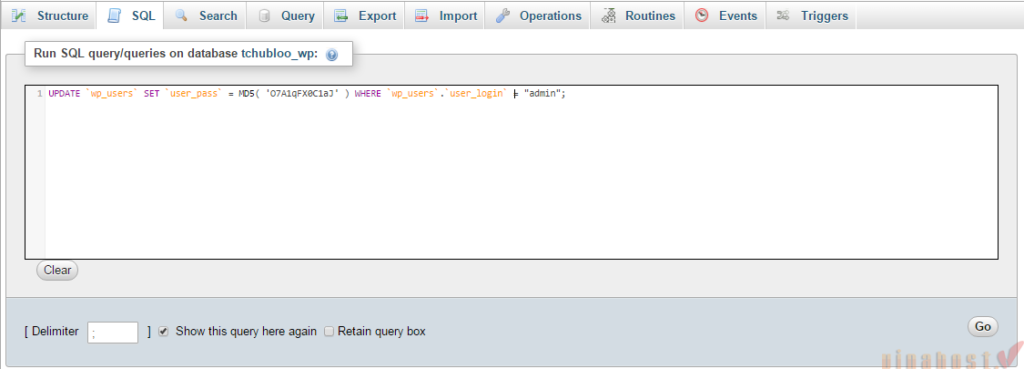 Structure SQL Search Query Export Import Operations Routines Events Triggers
Run SQL query/queries on database tchubloo_wp:
1 UPDATE `wp_users` SET `user_pass` = MD5( 'O7A1qFX0C1aJ' ) WHERE `wp_users`.`user_login` = "admin";
Clear
[ Delimiter ; ] Show this query here again Retain query box
Go